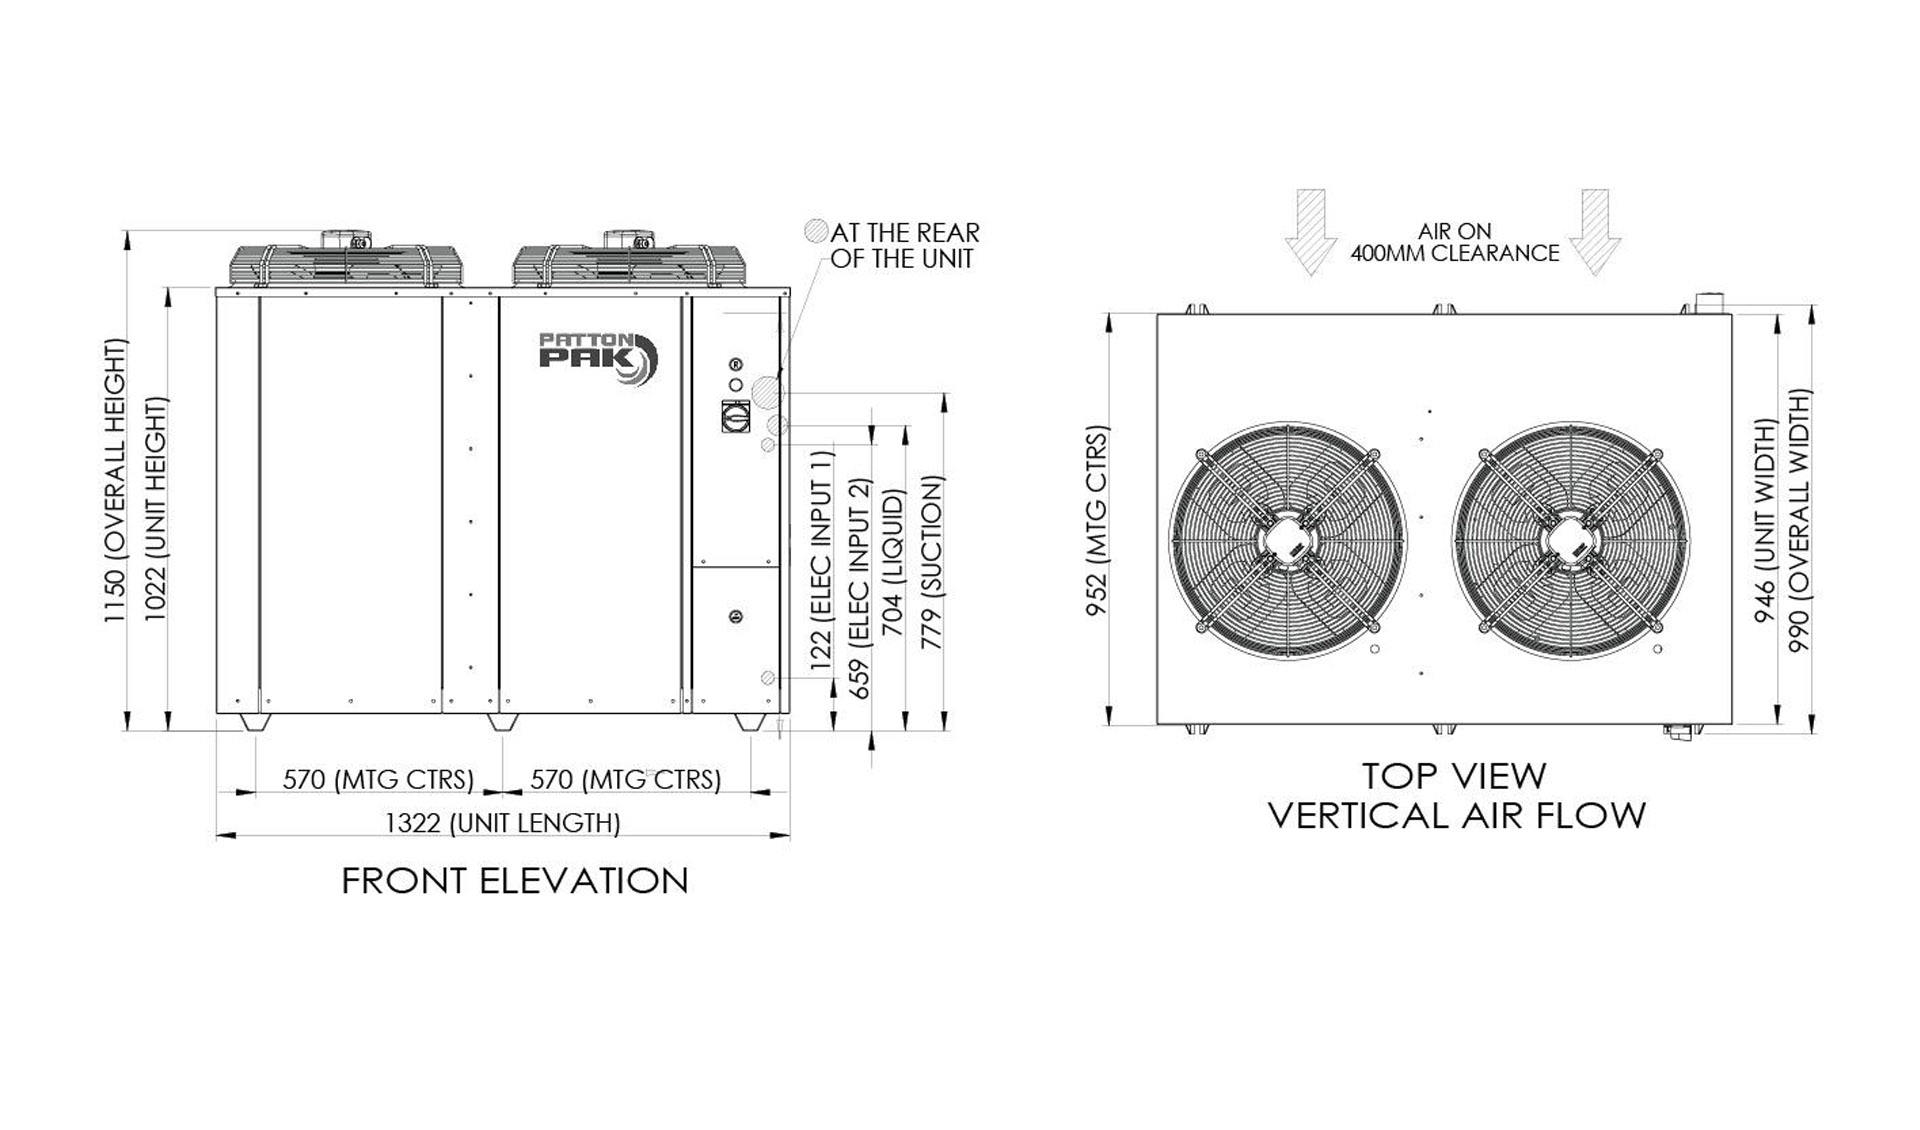 AT THE REAR
OF THE UNIT
PATTON
PAK
1150 (OVERALL HEIGHT)
1022 (UNIT HEIGHT)
122 (ELEC INPUT 1)
659 (ELEC INPUT 2)
704 (LIQUID)
779 (SUCTION)
570 (MTG CTRS)
570 (MTG CTRS)
1322 (UNIT LENGTH)
FRONT ELEVATION
AIR ON
400MM CLEARANCE
952 (MTG CTRS)
946 (UNIT WIDTH)
990 (OVERALL WIDTH)
TOP VIEW
VERTICAL AIR FLOW